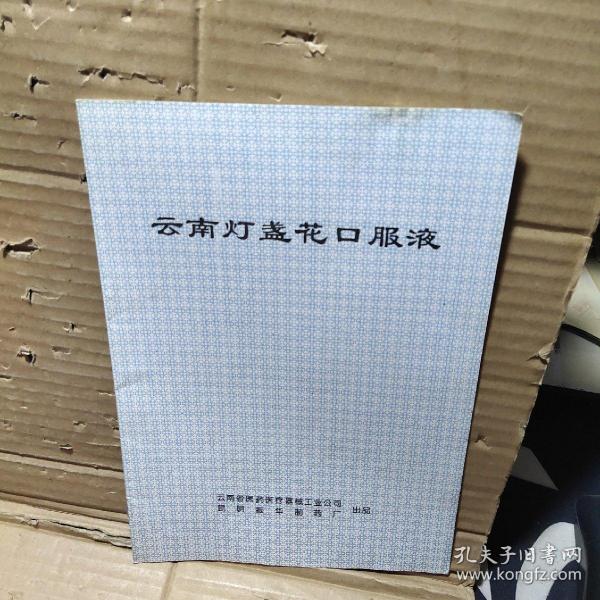 云南灯盏花口服液
云南省医药医疗器械工业公司
昆明振华制药厂 出品
孔夫子旧书网
www.kongfz.com